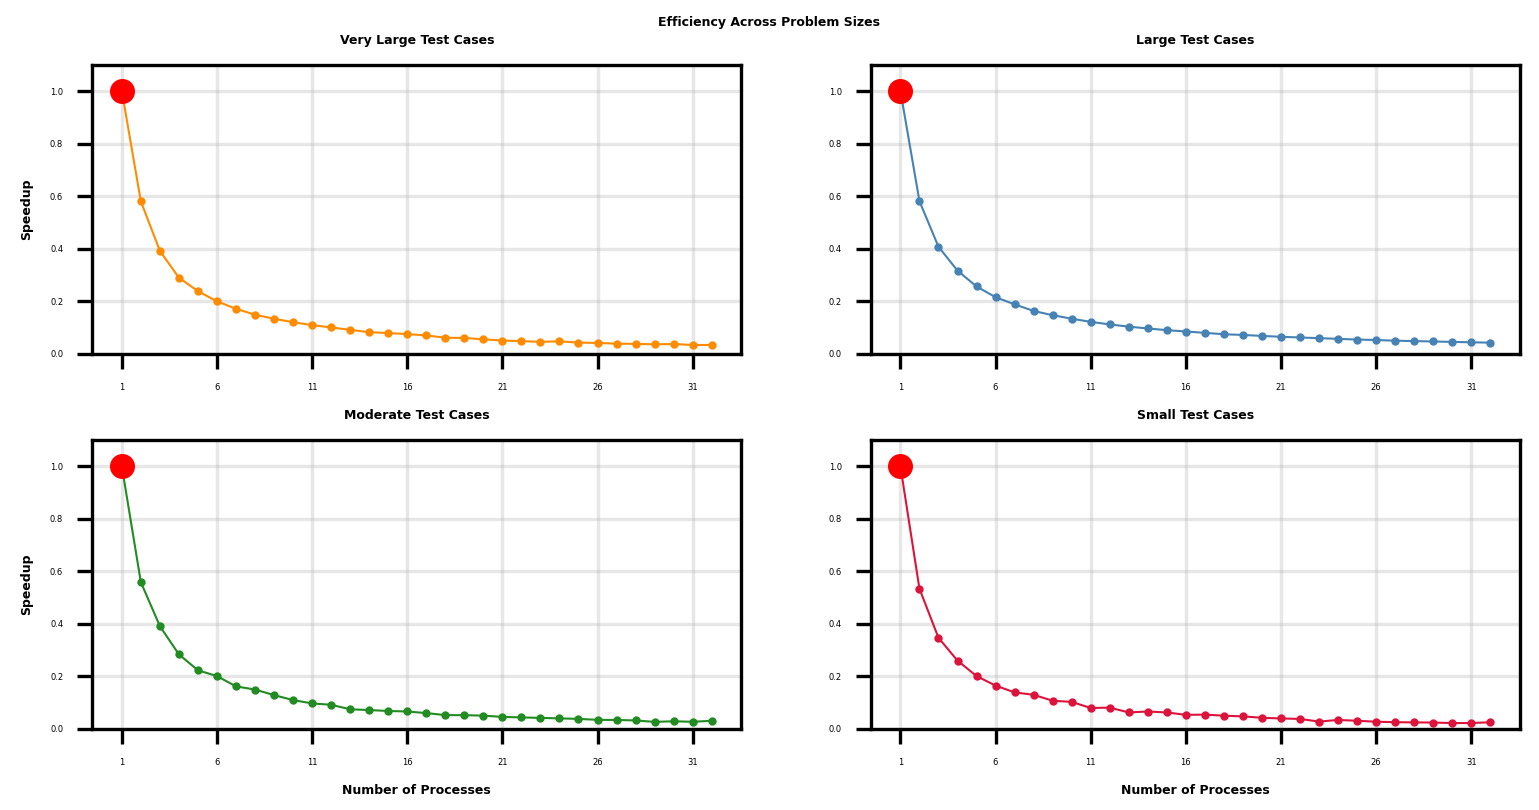 Efficiency Across Problem Sizes
Very Large Test Cases
Speedup
1.0
0.8
0.6
0.4
0.2
0.0
1 6 11 16 21 26 31
Large Test Cases
1.0
0.8
0.6
0.4
0.2
0.0
1 6 11 16 21 26 31
Moderate Test Cases
Speedup
1.0
0.8
0.6
0.4
0.2
0.0
1 6 11 16 21 26 31
Number of Processes
Small Test Cases
1.0
0.8
0.6
0.4
0.2
0.0
1 6 11 16 21 26 31
Number of Processes